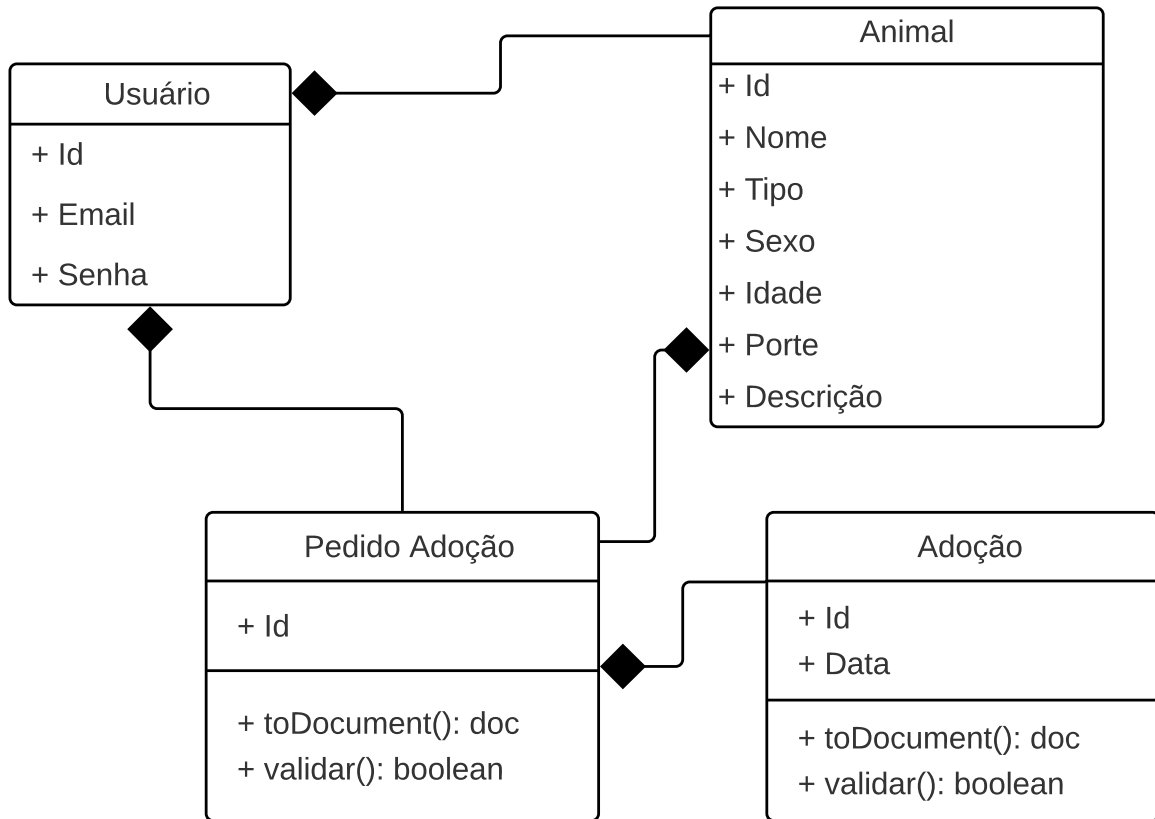 Usuário
+ Id
+ Email
+ Senha
Animal
+ Id
+ Nome
+ Tipo
+ Sexo
+ Idade
+ Porte
+ Descrição
Pedido Adoção
+ Id
+ toDocument(): doc
+ validar(): boolean
Adoção
+ Id
+ Data
+ toDocument(): doc
+ validar(): boolean